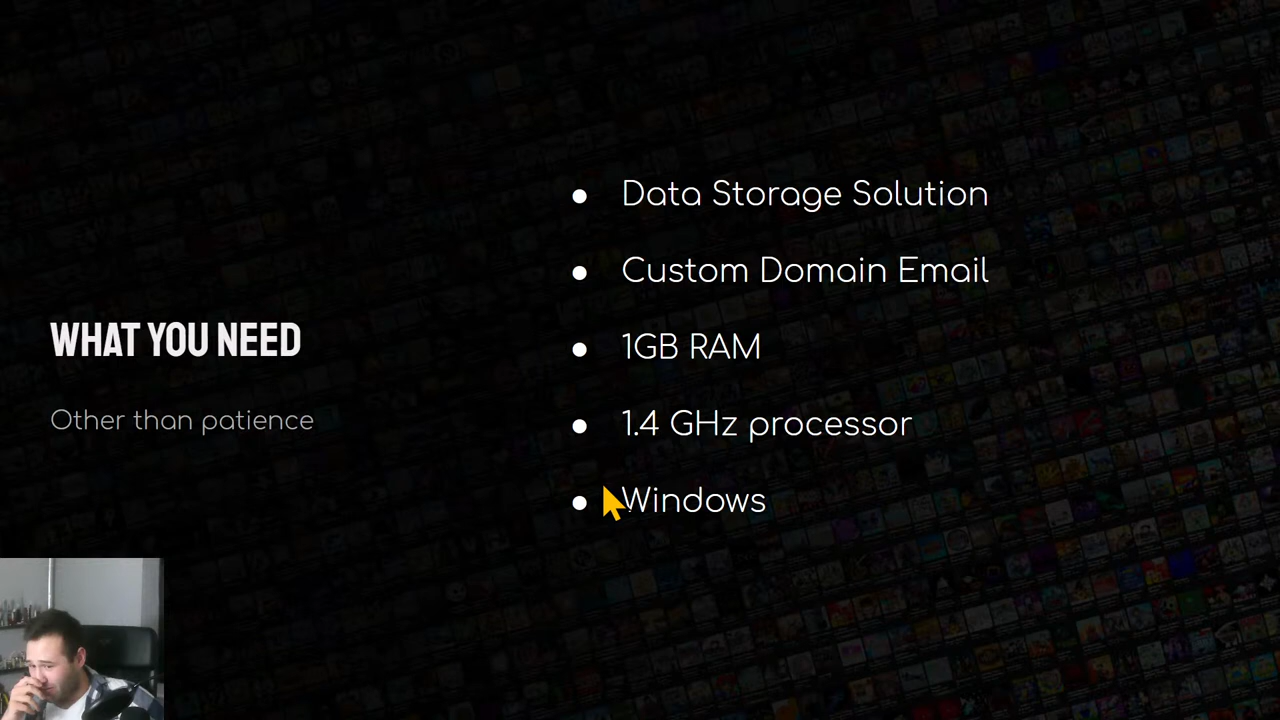 WHAT YOU NEED
Other than patience
Data Storage Solution
Custom Domain Email
1GB RAM
1.4 GHz processor
Windows